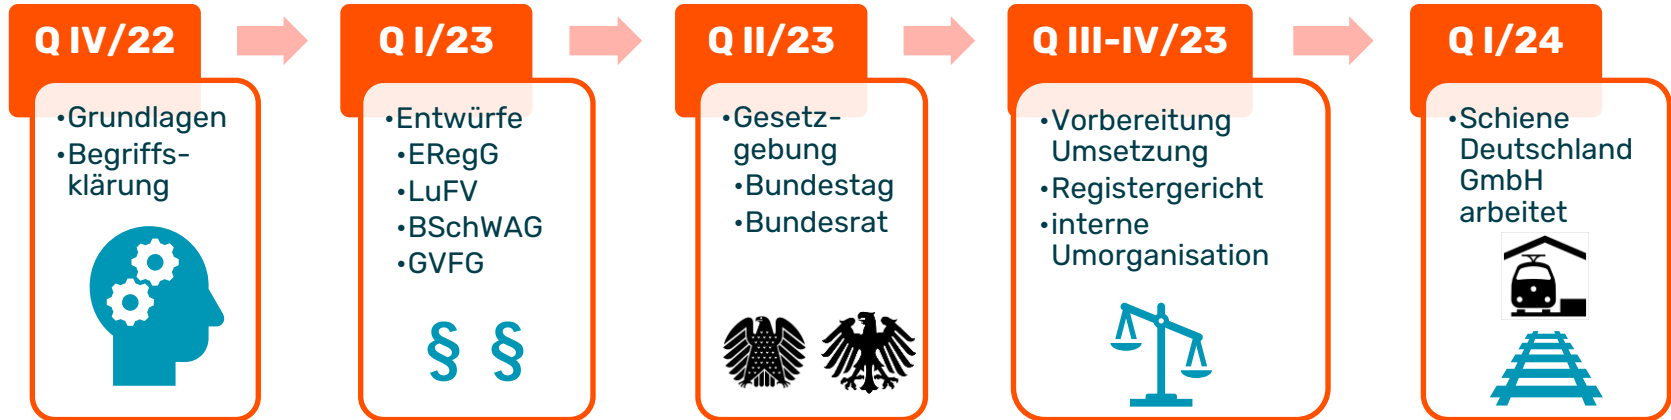 Q IV/22
•Grundlagen
•Begriffs-
klärung
Q I/23
•Entwürfe
•ERegG
•LuFV
•BSchWAG
•GVFG
§ §
Q II/23
•Gesetz-
gebung
•Bundestag
•Bundesrat
Q III-IV/23
•Vorbereitung
Umsetzung
•Registergericht
•interne
Umorganisation
Q I/24
•Schiene
Deutschland
GmbH
arbeitet